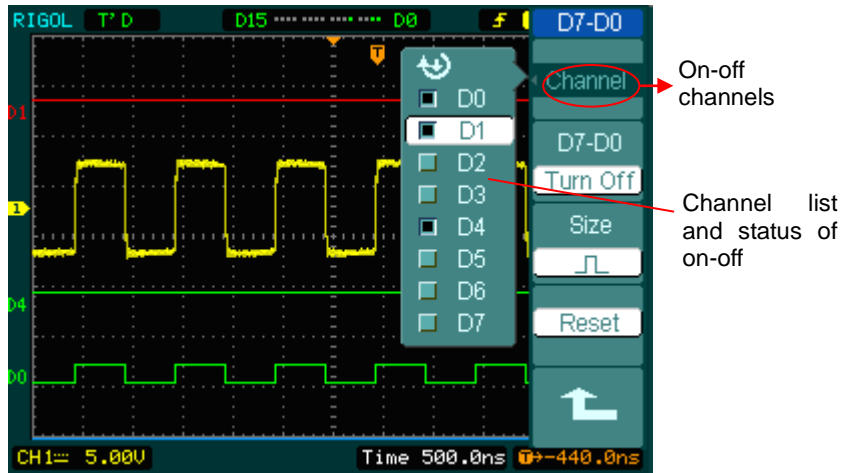 RIGOL T'D D15 D0 D7-D0
T
Channel
D0
D1
D2
D3
D4
D5
D6
D7
D7-D0
Turn Off
Size
Reset
D1
1
D4
D0
CH1 5.00V Time 500.0ns T→-440.0ns
On-off
channels
Channel list
and status of
on-off